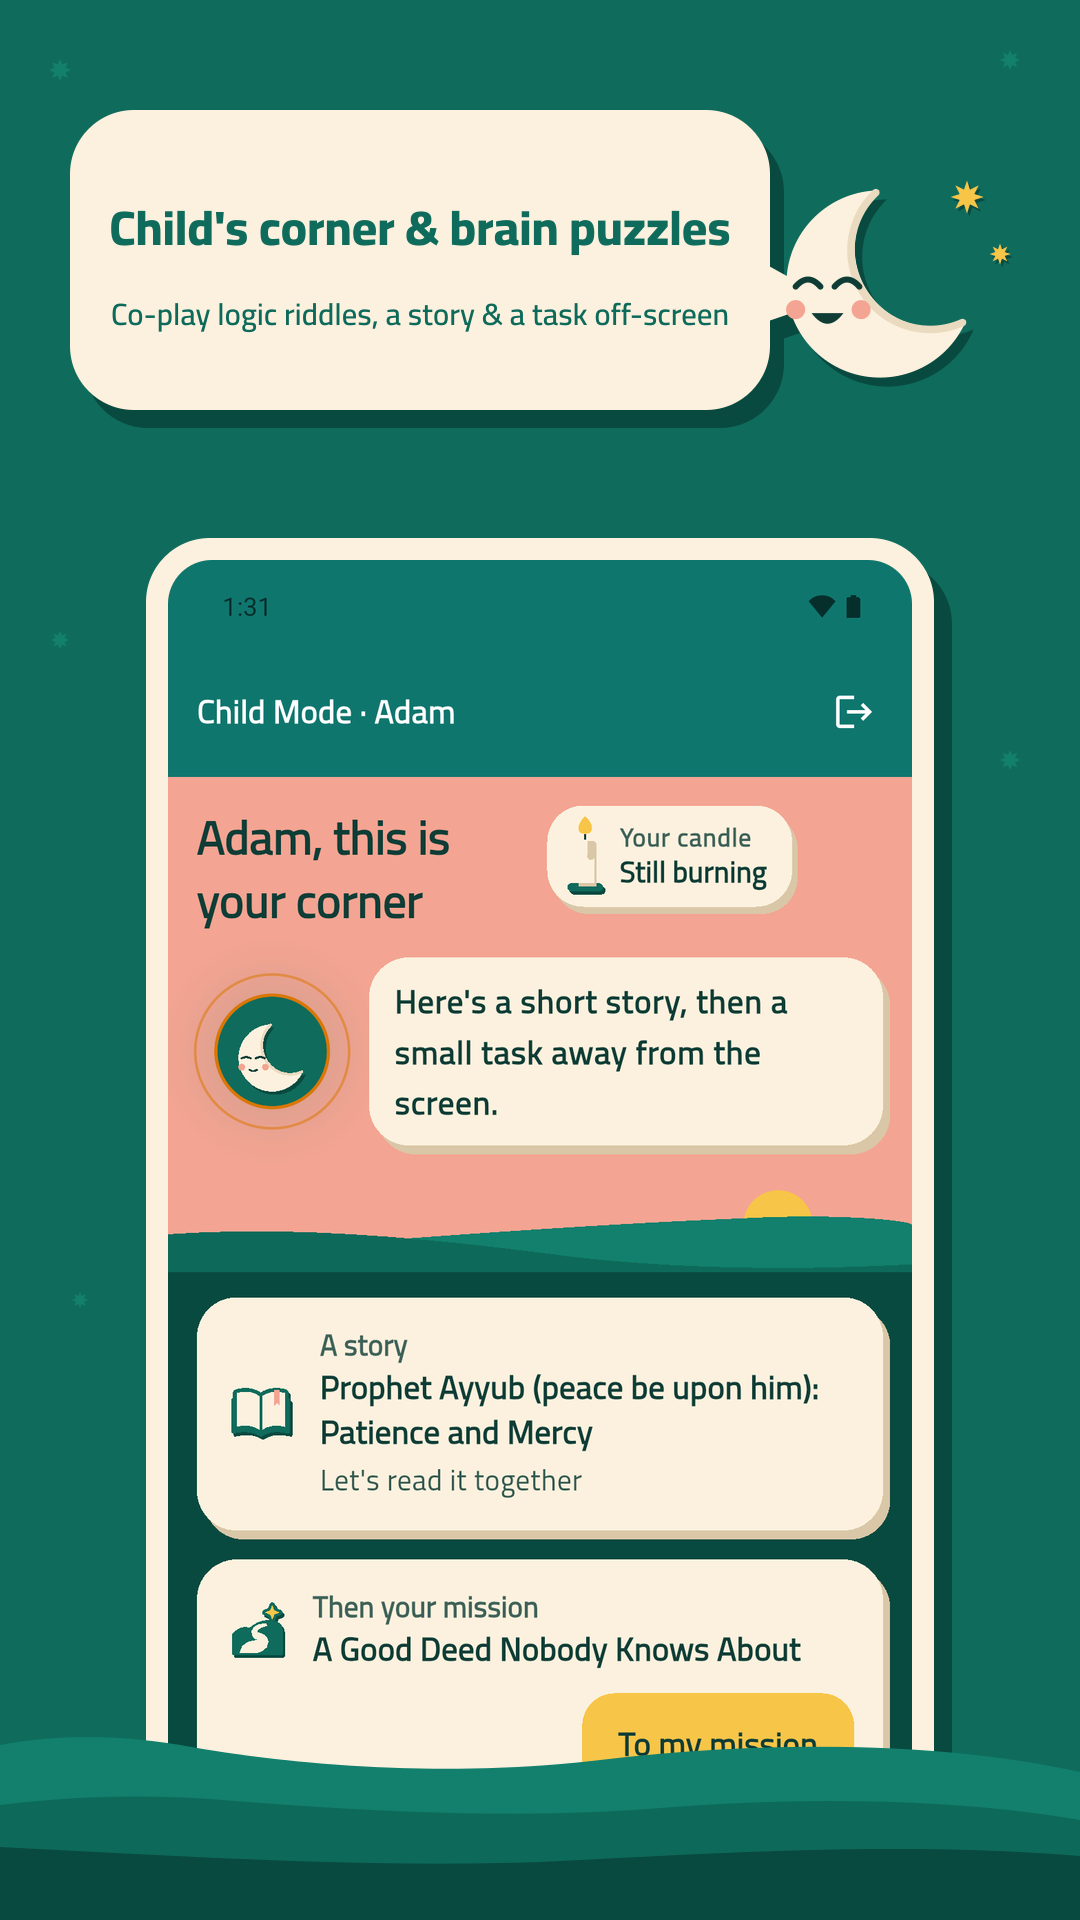 Child's corner & brain puzzles
Co-play logic riddles, a story & a task off-screen
1:31
Child Mode · Adam
Adam, this is
your corner
Your candle
Still burning
Here's a short story, then a
small task away from the
screen.
A story
Prophet Ayyub (peace be upon him):
Patience and Mercy
Let's read it together
Then your mission
A Good Deed Nobody Knows About
To my mission